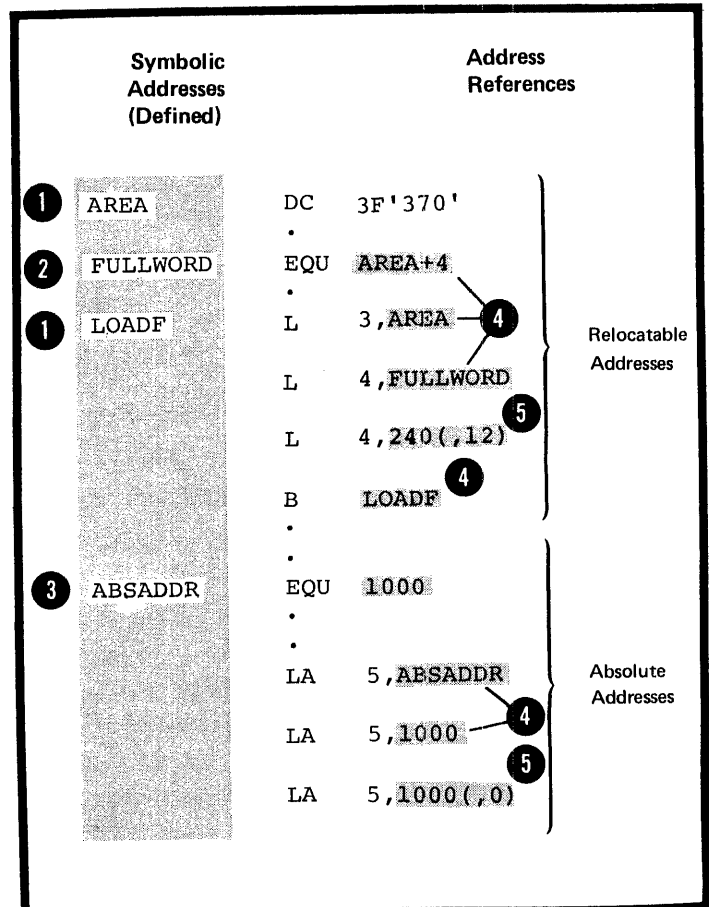 Symbolic Addresses (Defined)
Address References
1 AREA DC 3F'370'
.
2 FULLWORD EQU AREA+4
.
4
1 LOADF L 3,AREA
L 4,FULLWORD
5
L 4,240(,12)
4
B LOADF
.
.
Relocatable Addresses
3 ABSADDR EQU 1000
.
.
LA 5,ABSADDR
4
LA 5,1000
5
LA 5,1000(,0)
Absolute Addresses